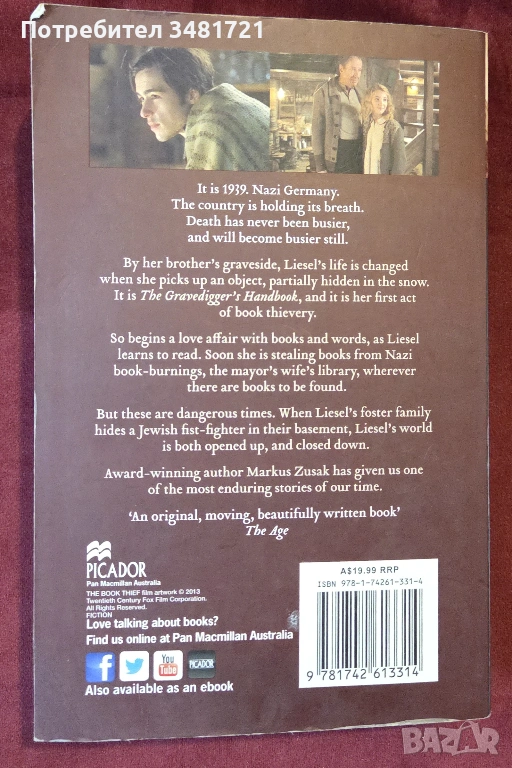 Потребител 3481721
It is 1939. Nazi Germany.
The country is holding its breath.
Death has never been busier,
and will become busier still.
By her brother's graveside, Liesel's life is changed
when she picks up an object, partially hidden in the snow.
It is The Gravedigger's Handbook, and it is her first act
of book thievery.
So begins a love affair with books and words, as Liesel
learns to read. Soon she is stealing books from Nazi
book-burnings, the mayor's wife's library, wherever
there are books to be found.
But these are dangerous times. When Liesel's foster family
hides a Jewish fist-fighter in their basement, Liesel's world
is both opened up, and closed down.
Award-winning author Markus Zusak has given us one
of the most enduring stories of our time.
'An original, moving, beautifully written book'
The Age
PICADOR
Pan Macmillan Australia
THE BOOK THIEF film artwork © 2013
Twentieth Century Fox Film Corporation.
All Rights Reserved.
FICTION
Love talking about books?
Find us online at Pan Macmillan Australia
f You Tube PICADOR
Also available as an ebook
A$19.99 RRP
ISBN 978-1-74261-331-4
9 781742 613314
BAZAR